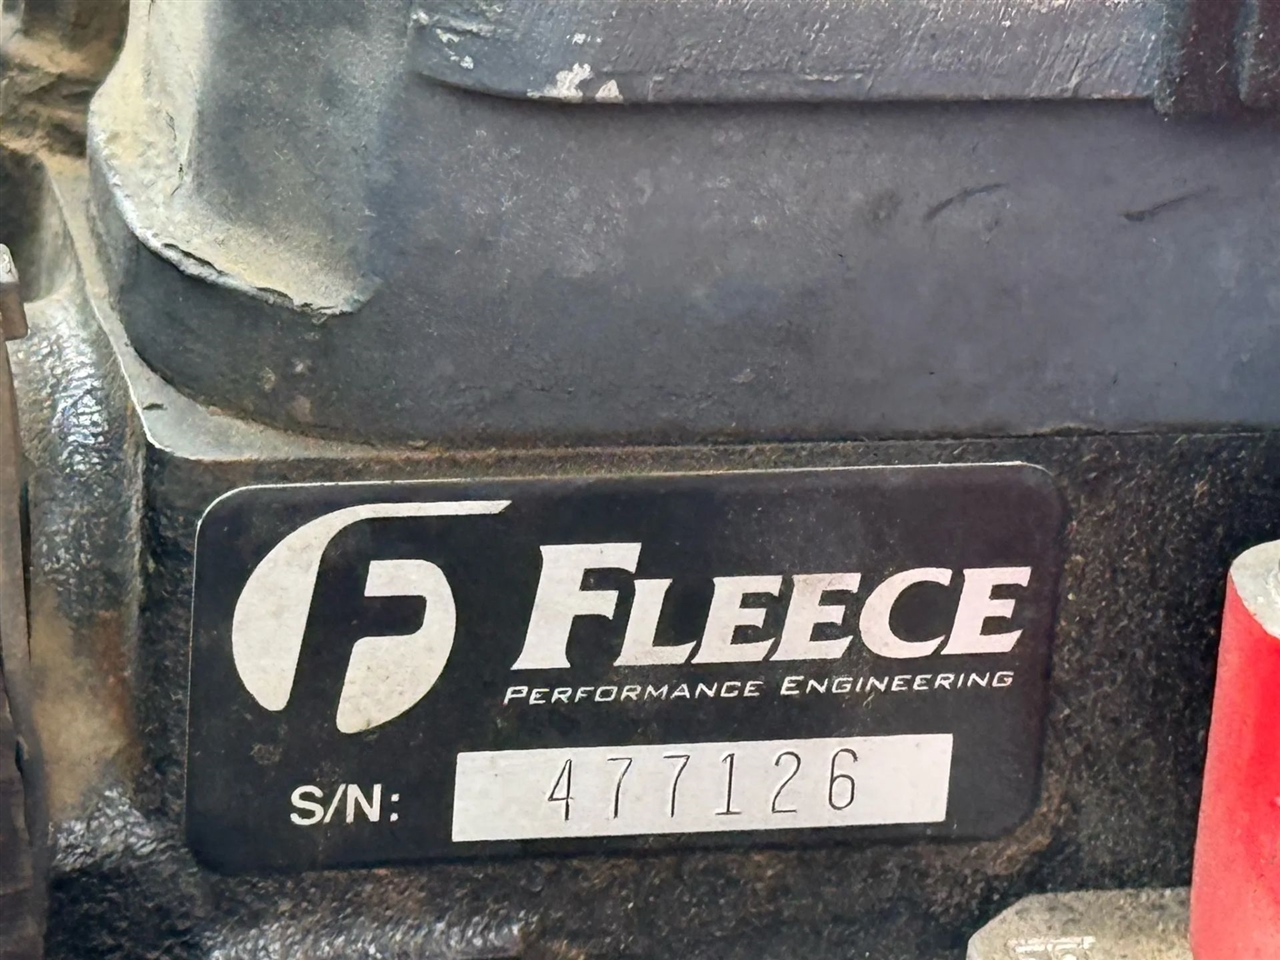 FLEECE
PERFORMANCE ENGINEERING
S/N: 477126